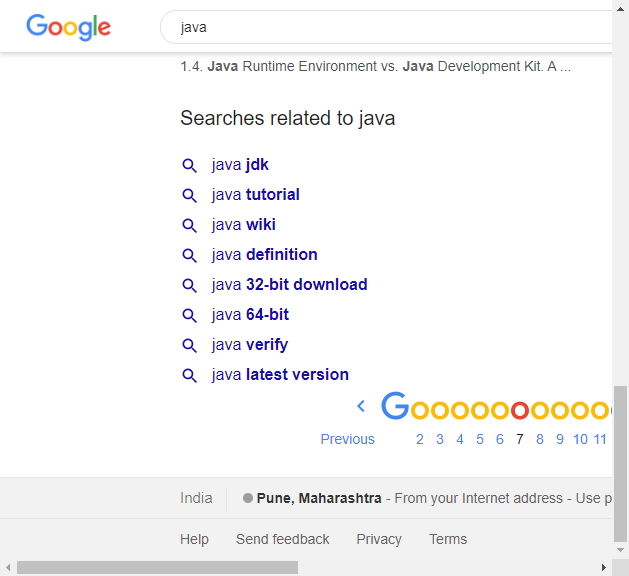 Google
java
1.4. Java Runtime Environment vs. Java Development Kit. A ...
Searches related to java
java jdk
java tutorial
java wiki
java definition
java 32-bit download
java 64-bit
java verify
java latest version
Gooooooooooo
Previous 2 3 4 5 6 7 8 9 10 11
India Pune, Maharashtra - From your Internet address - Use p
Help Send feedback Privacy Terms